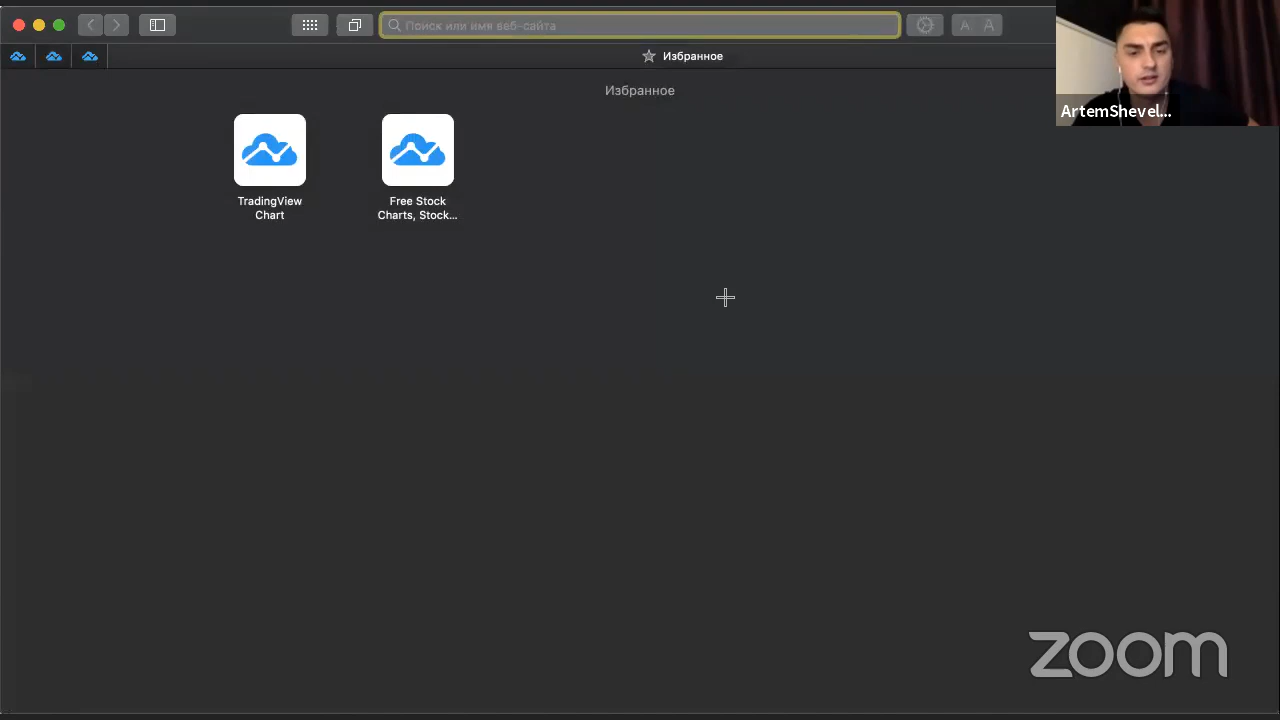 Поиск или имя веб-сайта
A A
Избранное
Избранное
TradingView
Chart
Free Stock
Charts, Stock...
ArtemShevel...
zoom